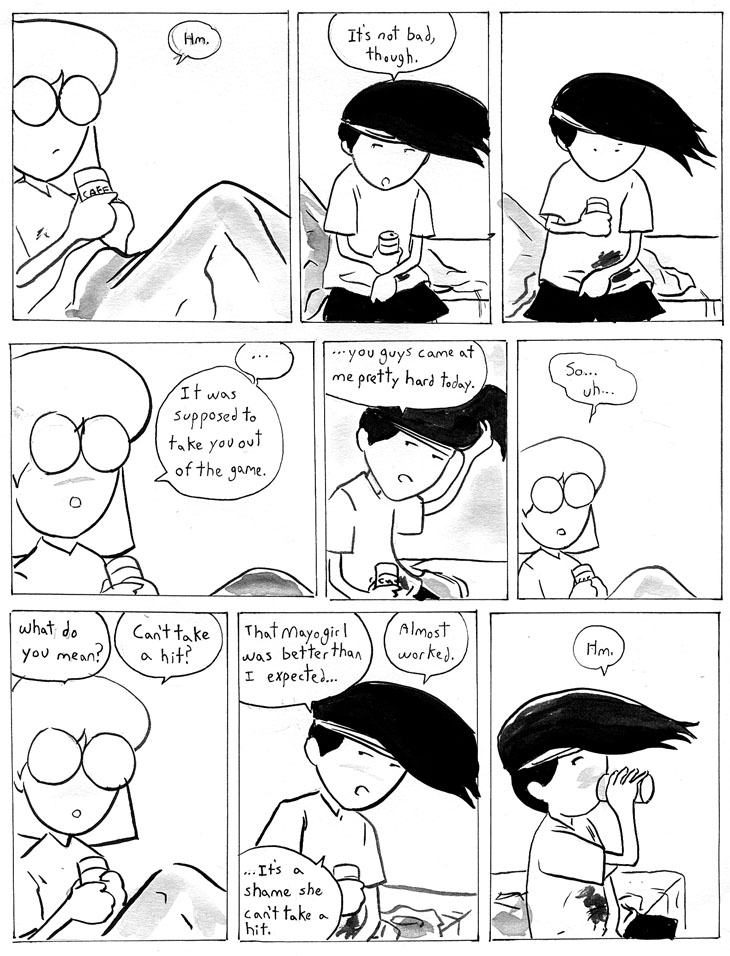 Hm.
CAFE
It's not bad,
though.
...
It was
supposed to
take you out
of the game.
...you guys came at
me pretty hard today.
So...
uh...
What do
you mean?
Can't take
a hit?
That Mayo girl
was better than
I expected...
Almost
worked.
...It's a
shame she
can't take a
hit.
Hm.